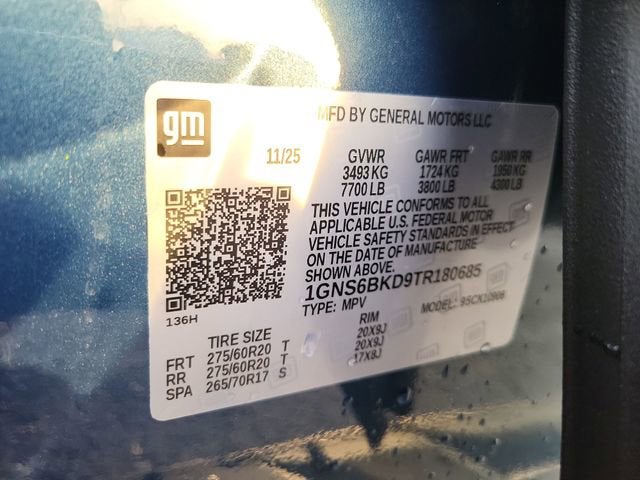 gm
MFD BY GENERAL MOTORS LLC
11/25 GVWR GAWR FRT GAWR RR
3493 KG 1724 KG 1950 KG
7700 LB 3800 LB 4300 LB
THIS VEHICLE CONFORMS TO ALL
APPLICABLE U.S. FEDERAL MOTOR
VEHICLE SAFETY STANDARDS IN EFFECT
ON THE DATE OF MANUFACTURE
SHOWN ABOVE.
1GNS6BKD9TR180685
TYPE: MPV MODEL:
136H
TIRE SIZE RIM
FRT 275/60R20 T 20X9J
RR 275/60R20 T 20X9J
SPA 265/70R17 S 17X8J